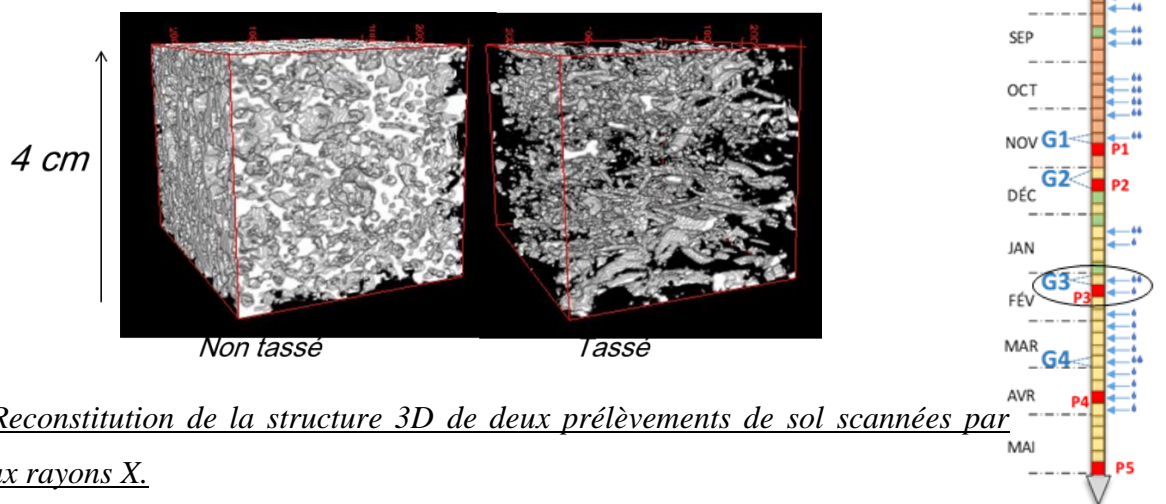 4 cm
Non tassé
Tassé
Reconstitution de la structure 3D de deux prélèvements de sol scannées par
ux rayons X.
SEP
OCT
NOV G1 P1
G2 P2
DÉC
JAN
G3
P3
FÉV
MAR
G4
AVR P4
MAI
P5